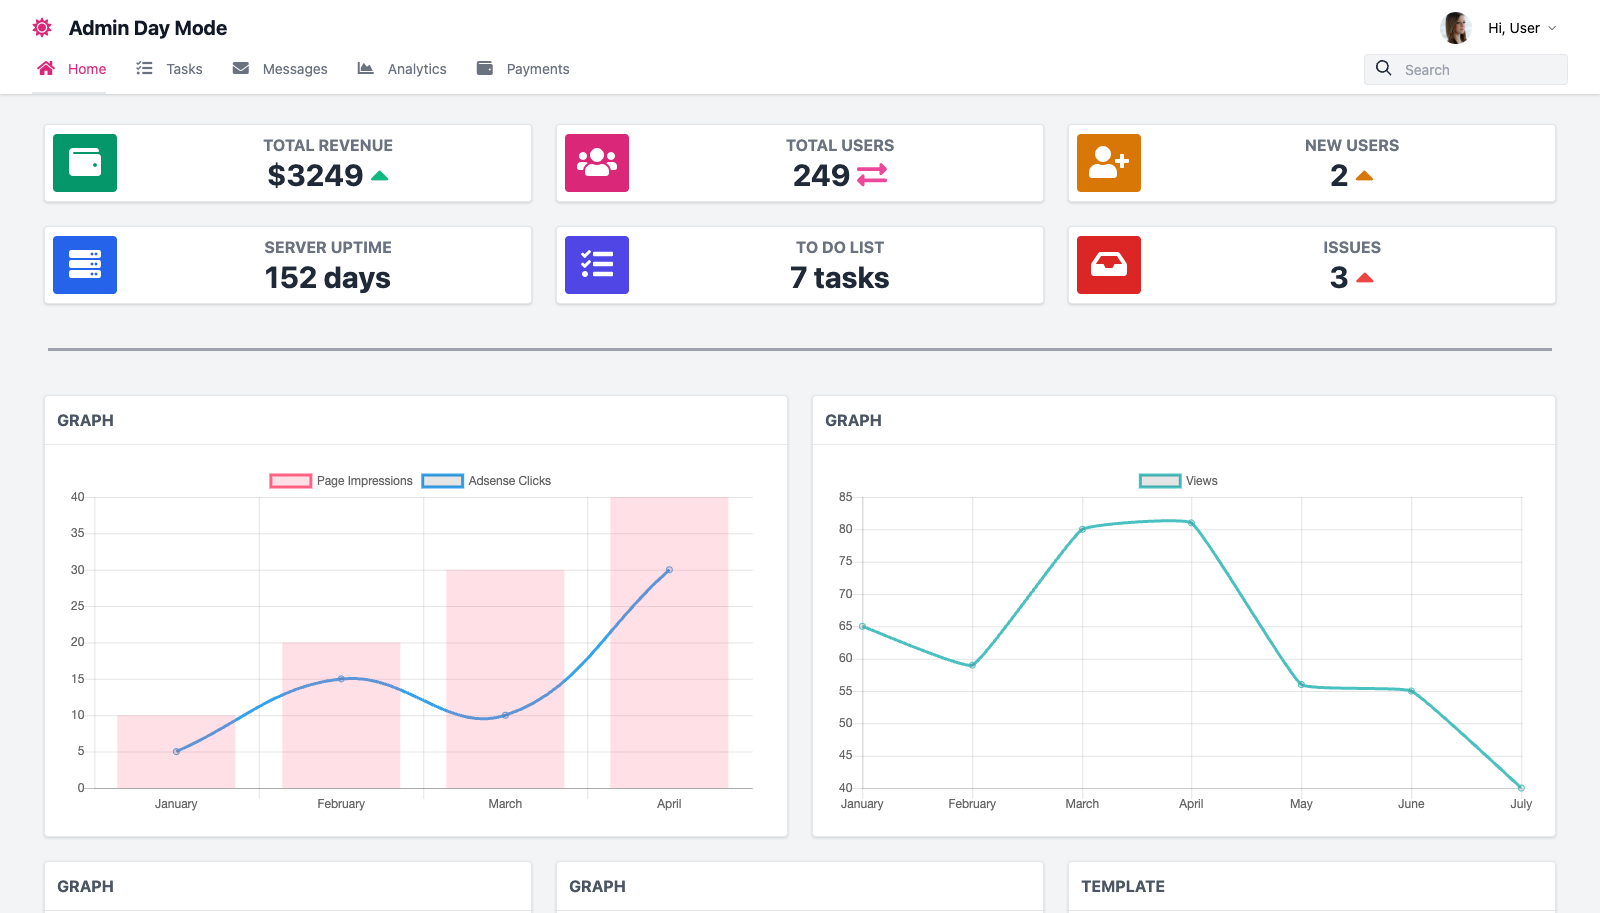 Admin Day Mode
Hi, User
Home Tasks Messages Analytics Payments
Search
TOTAL REVENUE
$3249
TOTAL USERS
249
NEW USERS
2
SERVER UPTIME
152 days
TO DO LIST
7 tasks
ISSUES
3
GRAPH
Page Impressions Adsense Clicks
40
35
30
25
20
15
10
5
0
January February March April
GRAPH
Views
85
80
75
70
65
60
55
50
45
40
January February March April May June July
GRAPH
GRAPH
TEMPLATE